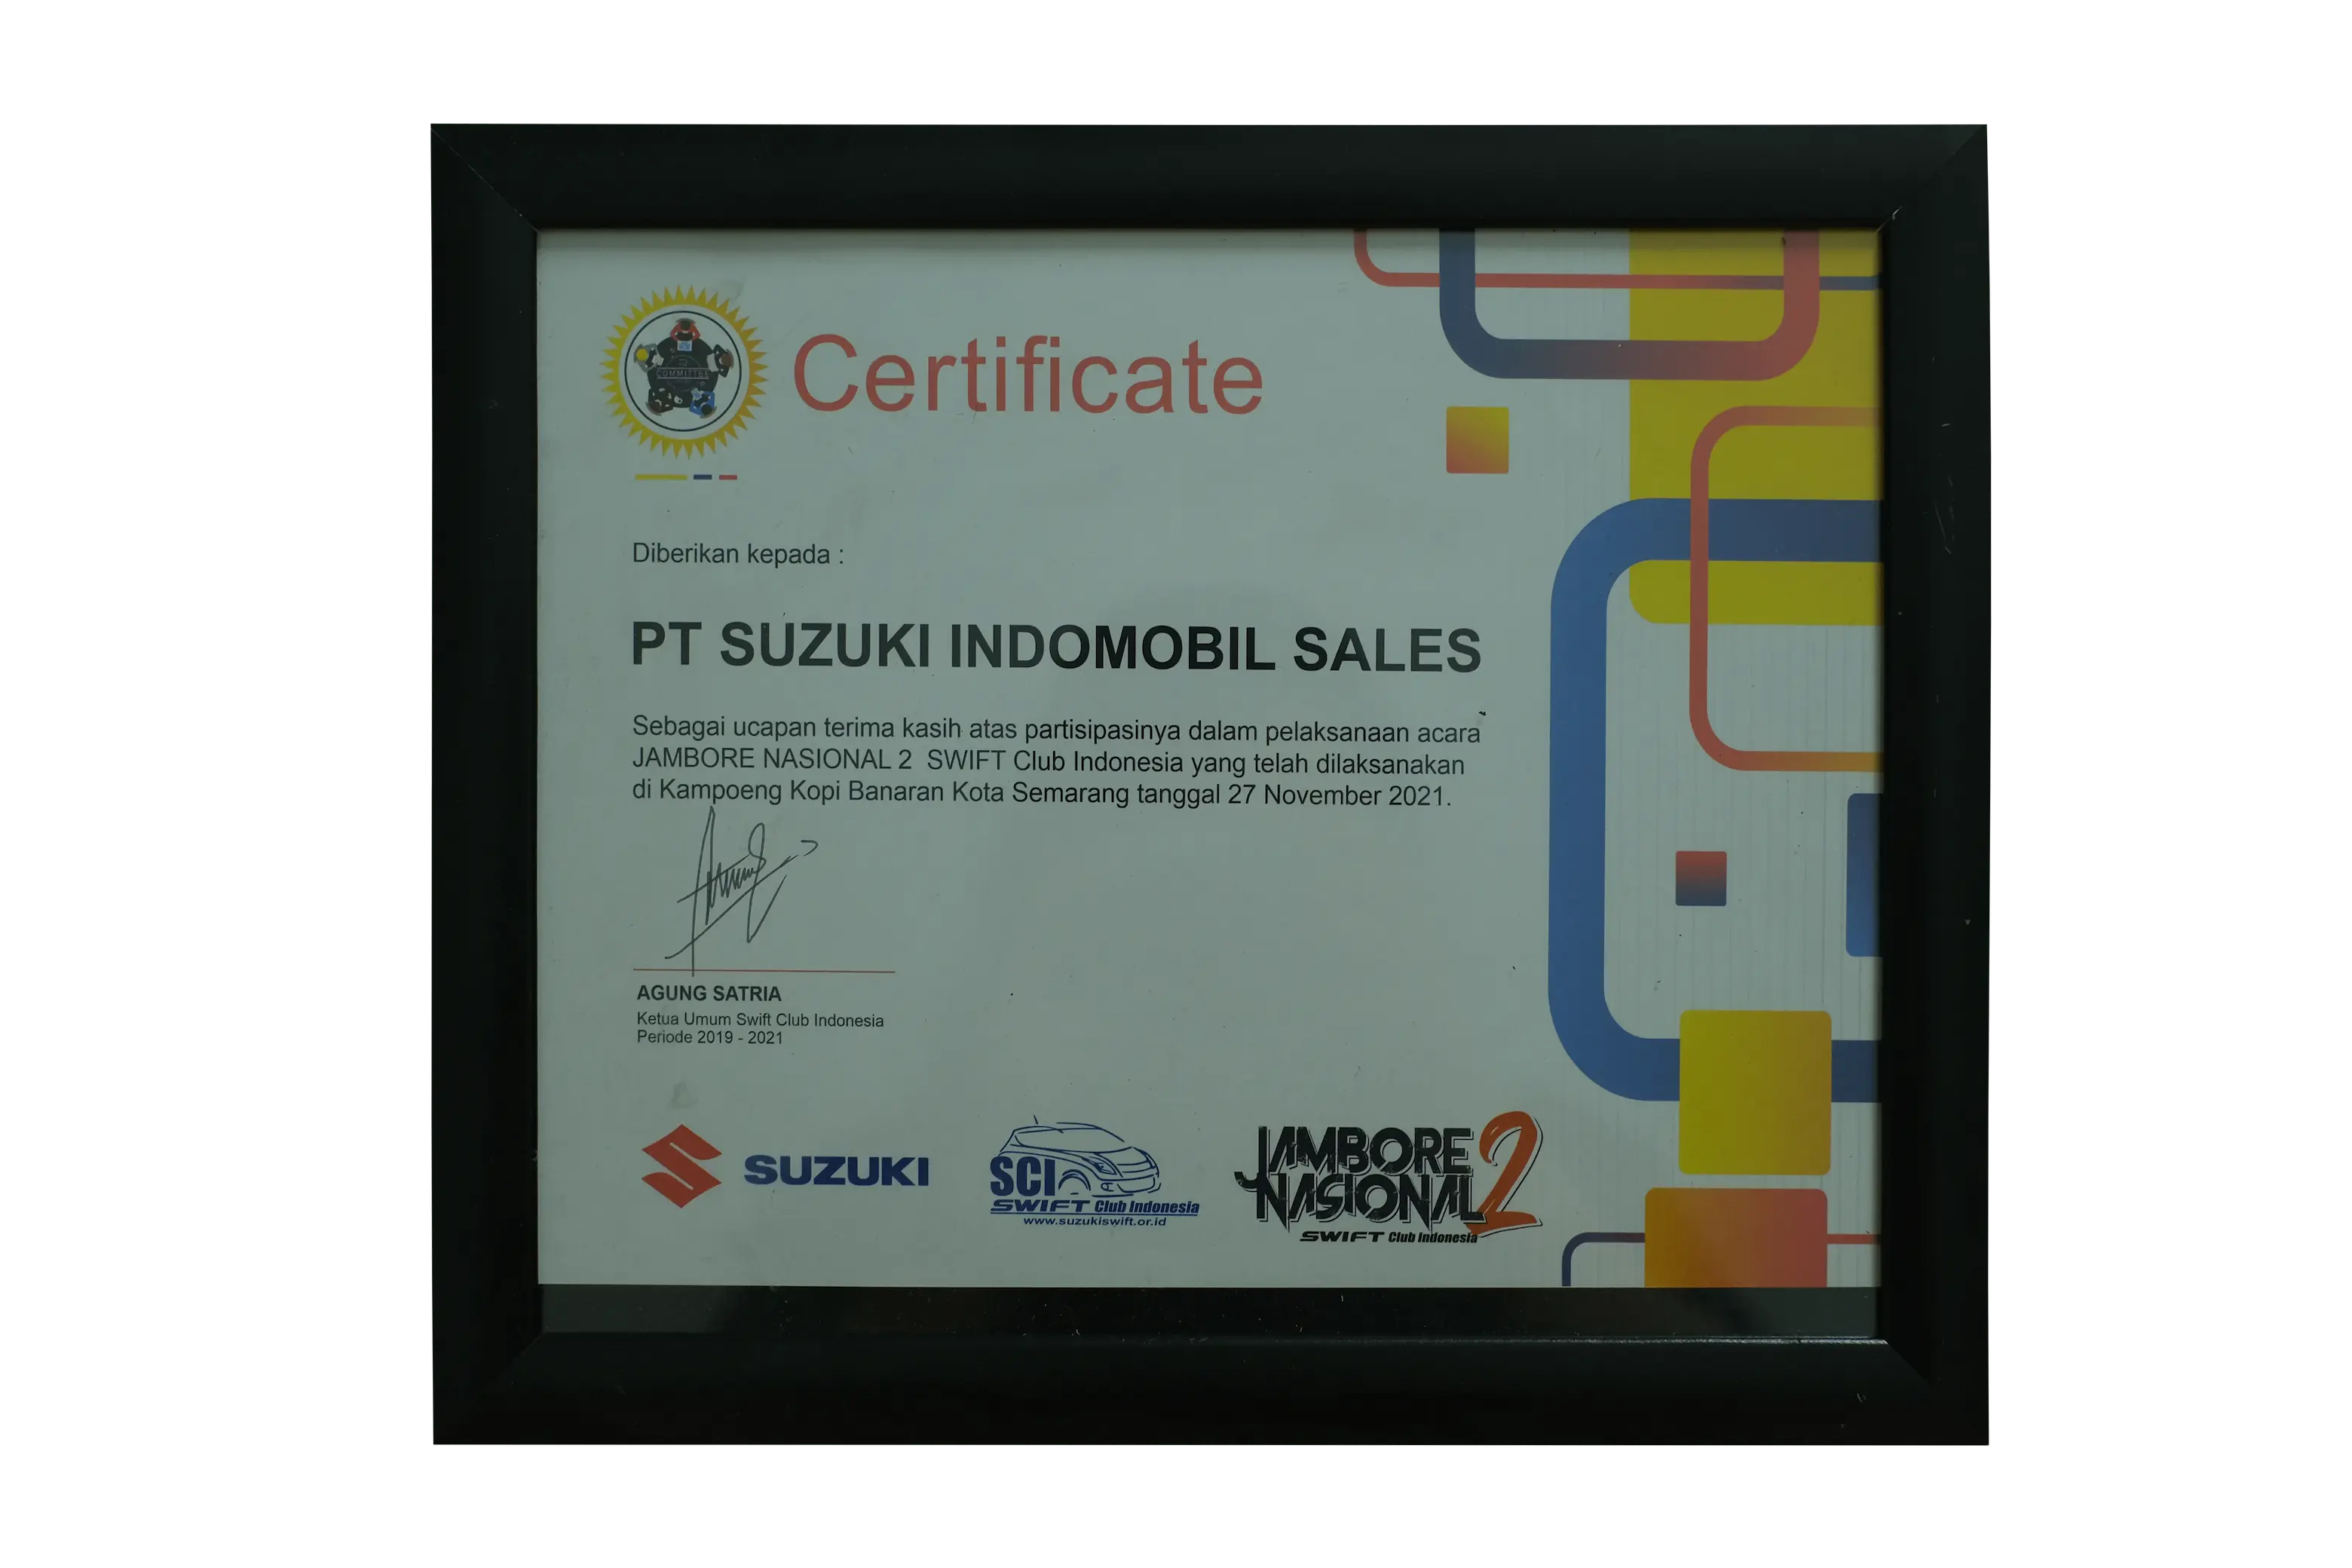 COMMITTEE
Certificate
Diberikan kepada :
PT SUZUKI INDOMOBIL SALES
Sebagai ucapan terima kasih atas partisipasinya dalam pelaksanaan acara
JAMBORE NASIONAL 2 SWIFT Club Indonesia yang telah dilaksanakan
di Kampoeng Kopi Banaran Kota Semarang tanggal 27 November 2021.
AGUNG SATRIA
Ketua Umum Swift Club Indonesia
Periode 2019 - 2021
SUZUKI
SCI
SWIFT Club Indonesia
www.suzukiswift.or.id
JAMBORE
NASIONAL 2
SWIFT Club Indonesia